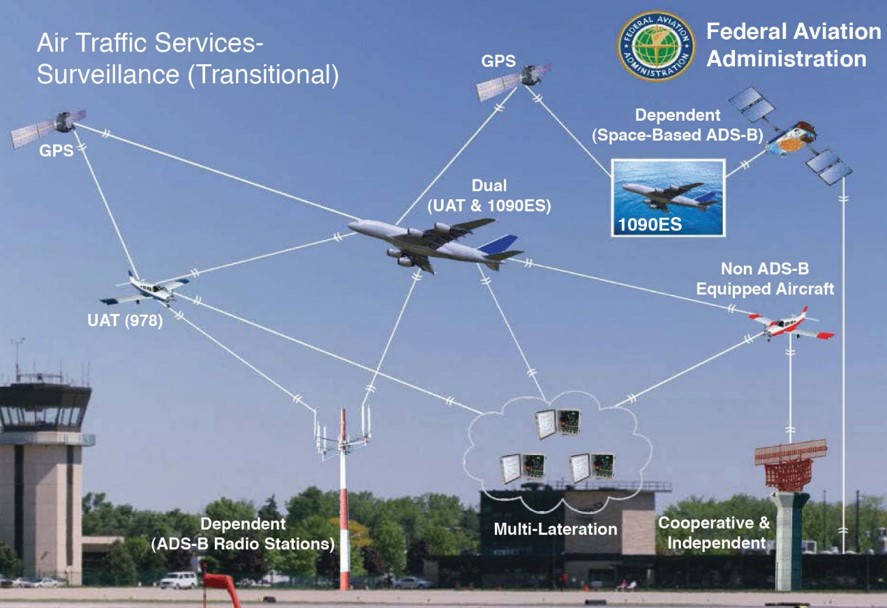 Air Traffic Services-
Surveillance (Transitional)
FEDERAL AVIATION
ADMINISTRATION
Federal Aviation
Administration
GPS
GPS
Dependent
(Space-Based ADS-B)
1090ES
Dual
(UAT & 1090ES)
Non ADS-B
Equipped Aircraft
UAT (978)
Dependent
(ADS-B Radio Stations)
Multi-Lateration
Cooperative &
Independent